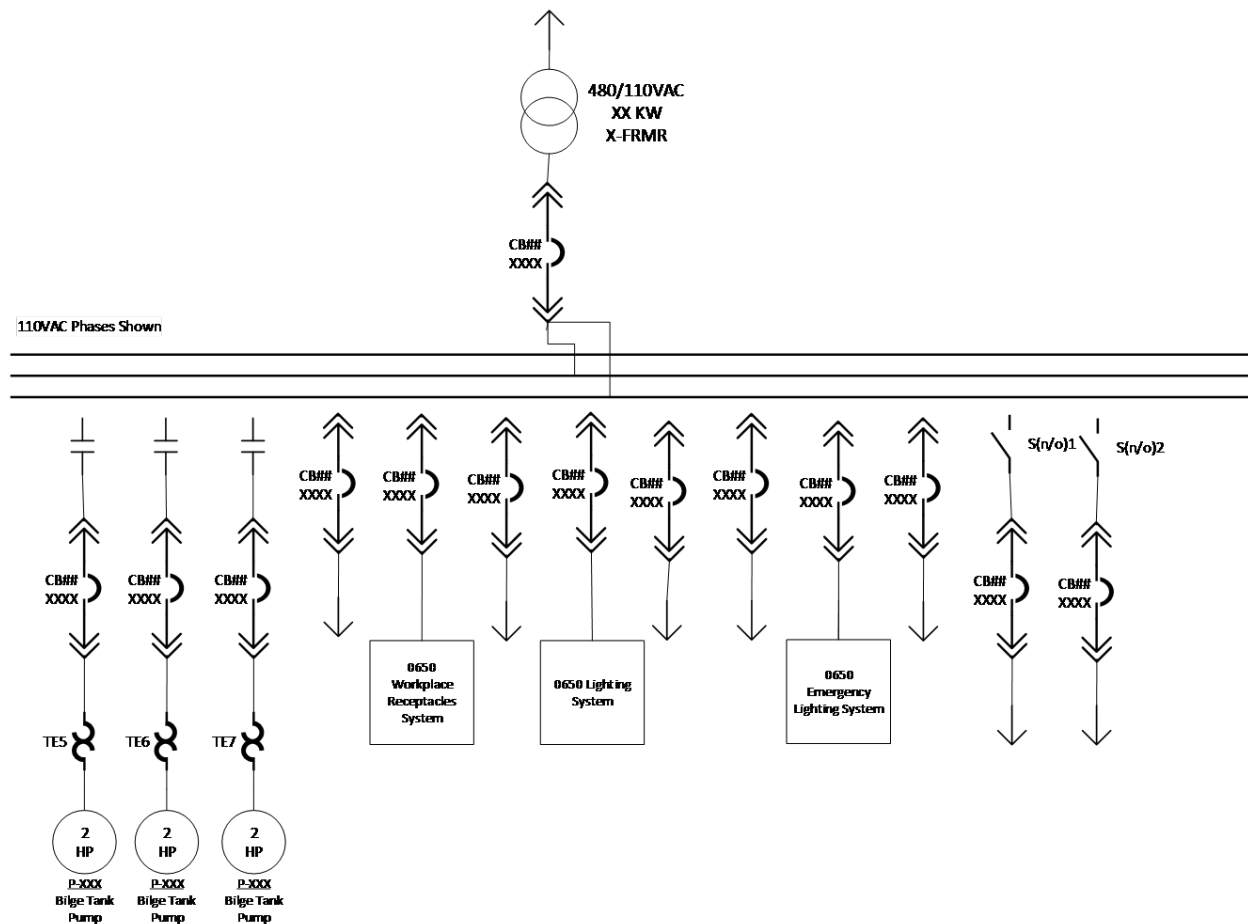 480/110VAC
XX KW
X-FRMR
CB##
XXXX
110VAC Phases Shown
S(n/o)1
S(n/o)2
CB##
XXXX
CB##
XXXX
CB##
XXXX
CB##
XXXX
CB##
XXXX
CB##
XXXX
CB##
XXXX
CB##
XXXX
CB##
XXXX
CB##
XXXX
CB##
XXXX
CB##
XXXX
CB##
XXXX
0650
Workplace
Receptacles
System
0650 Lighting
System
0650
Emergency
Lighting System
TE5
TE6
TE7
2
HP
2
HP
2
HP
P-XXX
Bilge Tank
Pump
P-XXX
Bilge Tank
Pump
P-XXX
Bilge Tank
Pump